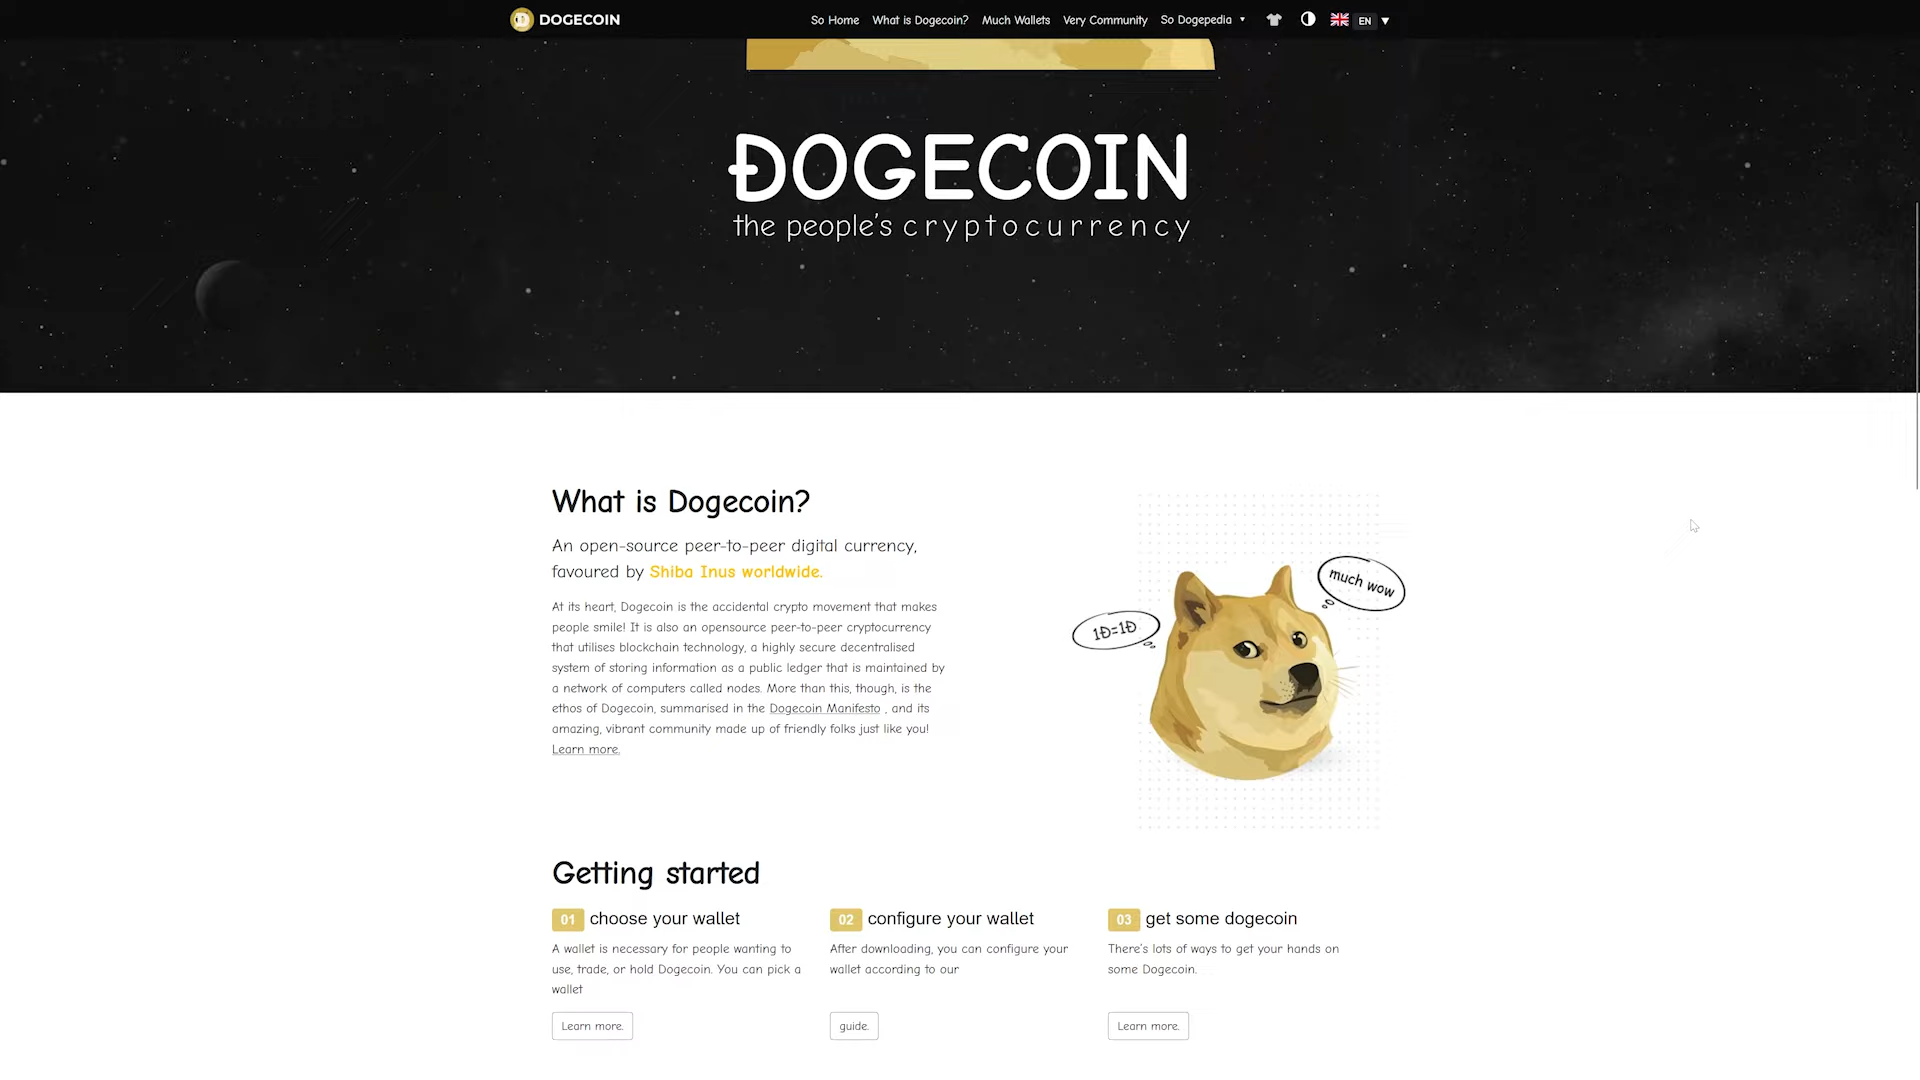 DOGECOIN
So Home What is Dogecoin? Much Wallets Very Community So Dogepedia EN
ÐOGECOIN
the people's cryptocurrency
What is Dogecoin?
An open-source peer-to-peer digital currency,
favoured by Shiba Inus worldwide.
At its heart, Dogecoin is the accidental crypto movement that makes
people smile! It is also an opensource peer-to-peer cryptocurrency
that utilises blockchain technology, a highly secure decentralised
system of storing information as a public ledger that is maintained by
a network of computers called nodes. More than this, though, is the
ethos of Dogecoin, summarised in the Dogecoin Manifesto , and its
amazing, vibrant community made up of friendly folks just like you!
Learn more.
much wow
1Ð=1Ð
Getting started
01 choose your wallet
A wallet is necessary for people wanting to
use, trade, or hold Dogecoin. You can pick a
wallet
Learn more.
02 configure your wallet
After downloading, you can configure your
wallet according to our
guide.
03 get some dogecoin
There's lots of ways to get your hands on
some Dogecoin.
Learn more.